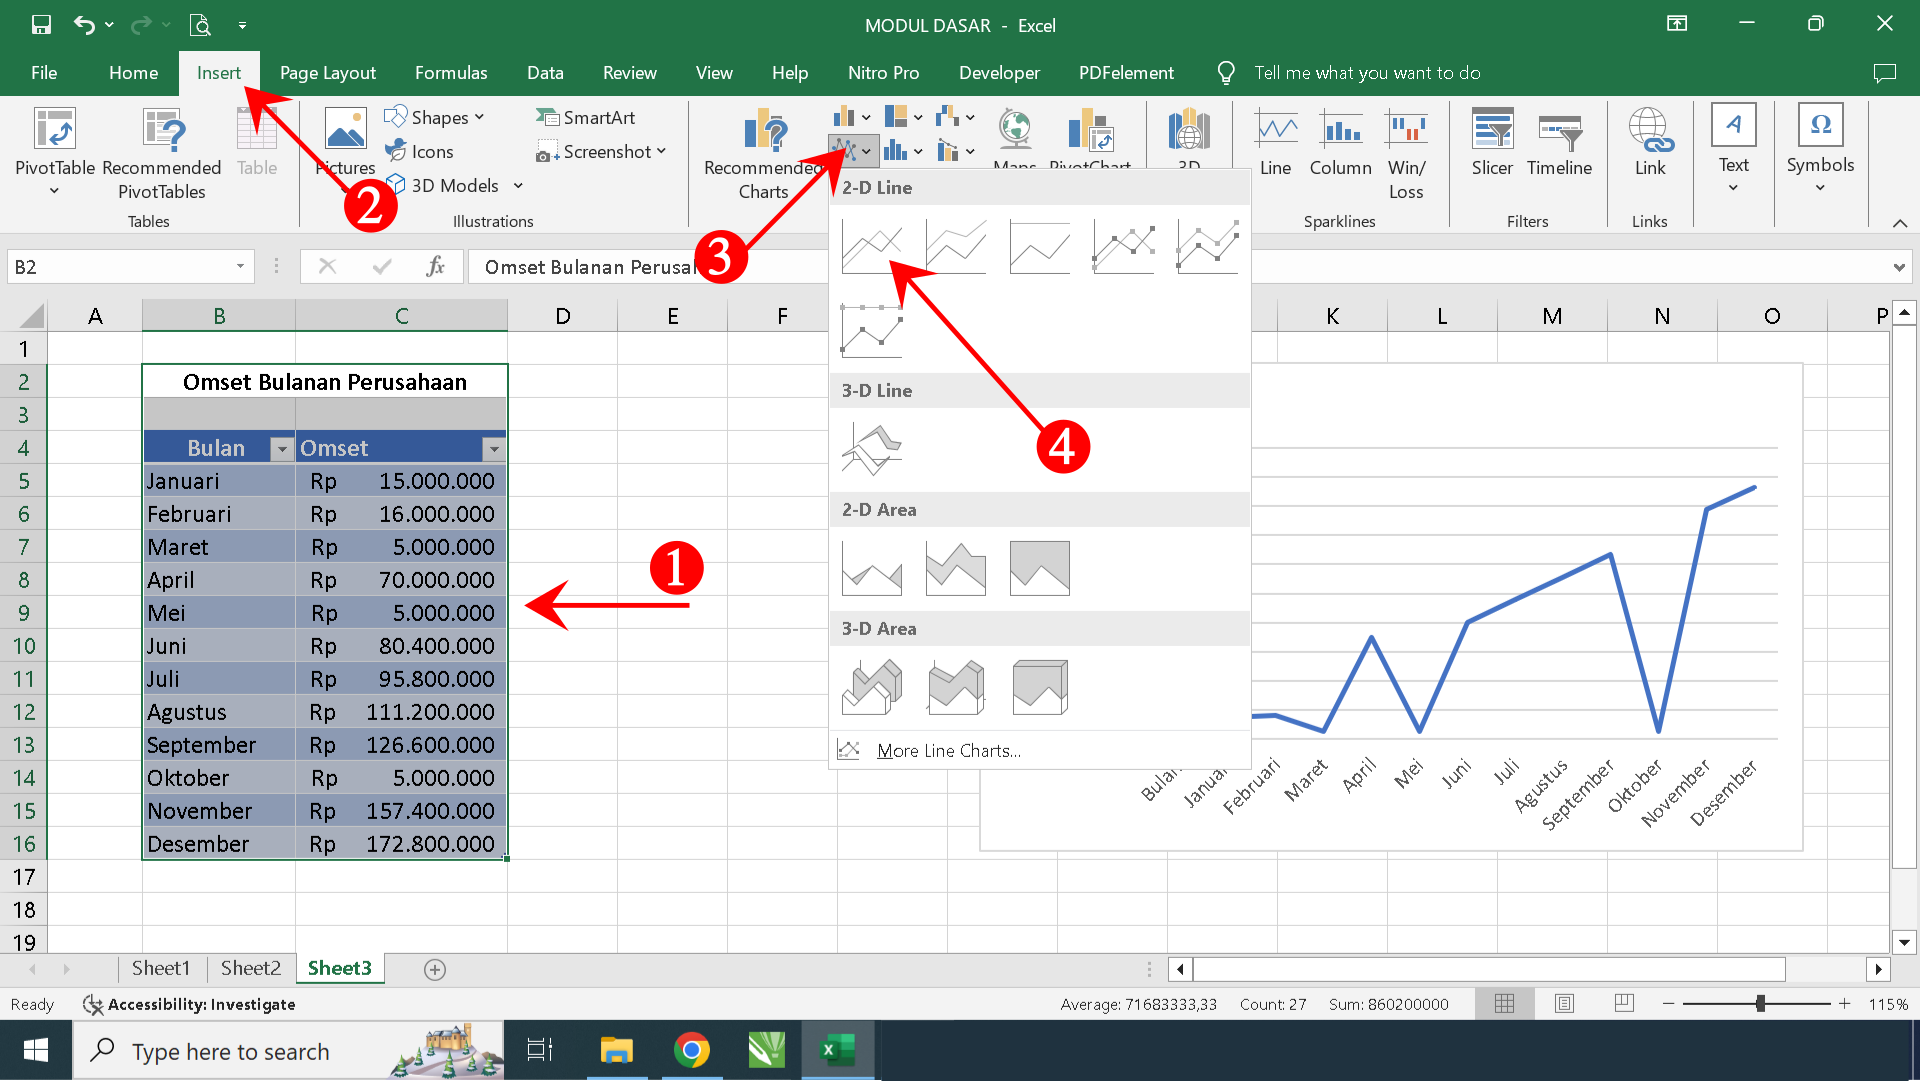 MODUL DASAR - Excel
File Home Insert Page Layout Formulas Data Review View Help Nitro Pro Developer PDFelement Tell me what you want to do
PivotTable
Recommended PivotTables
Table
Tables
Pictures
Shapes
Icons
3D Models
SmartArt
Screenshot
Illustrations
Recommended Charts
Maps
PivotChart
3D
Line
Column
Win/
Loss
Sparklines
Slicer
Timeline
Filters
Link
Links
A
Text
Ω
Symbols
2
3
B2
fx
Omset Bulanan Perusa
2-D Line
3-D Line
4
2-D Area
3-D Area
More Line Charts...
A B C D E F K L M N O P
1
2 Omset Bulanan Perusahaan
3
4 Bulan Omset
5 Januari Rp 15.000.000
6 Februari Rp 16.000.000
7 Maret Rp 5.000.000
8 April Rp 70.000.000
9 Mei Rp 5.000.000
10 Juni Rp 80.400.000
11 Juli Rp 95.800.000
12 Agustus Rp 111.200.000
13 September Rp 126.600.000
14 Oktober Rp 5.000.000
15 November Rp 157.400.000
16 Desember Rp 172.800.000
17
18
19
1
Bulan Januari Februari Maret April Mei Juni Juli Agustus September Oktober November Desember
Sheet1 Sheet2 Sheet3
Ready Accessibility: Investigate Average: 71683333,33 Count: 27 Sum: 860200000 115%
Type here to search